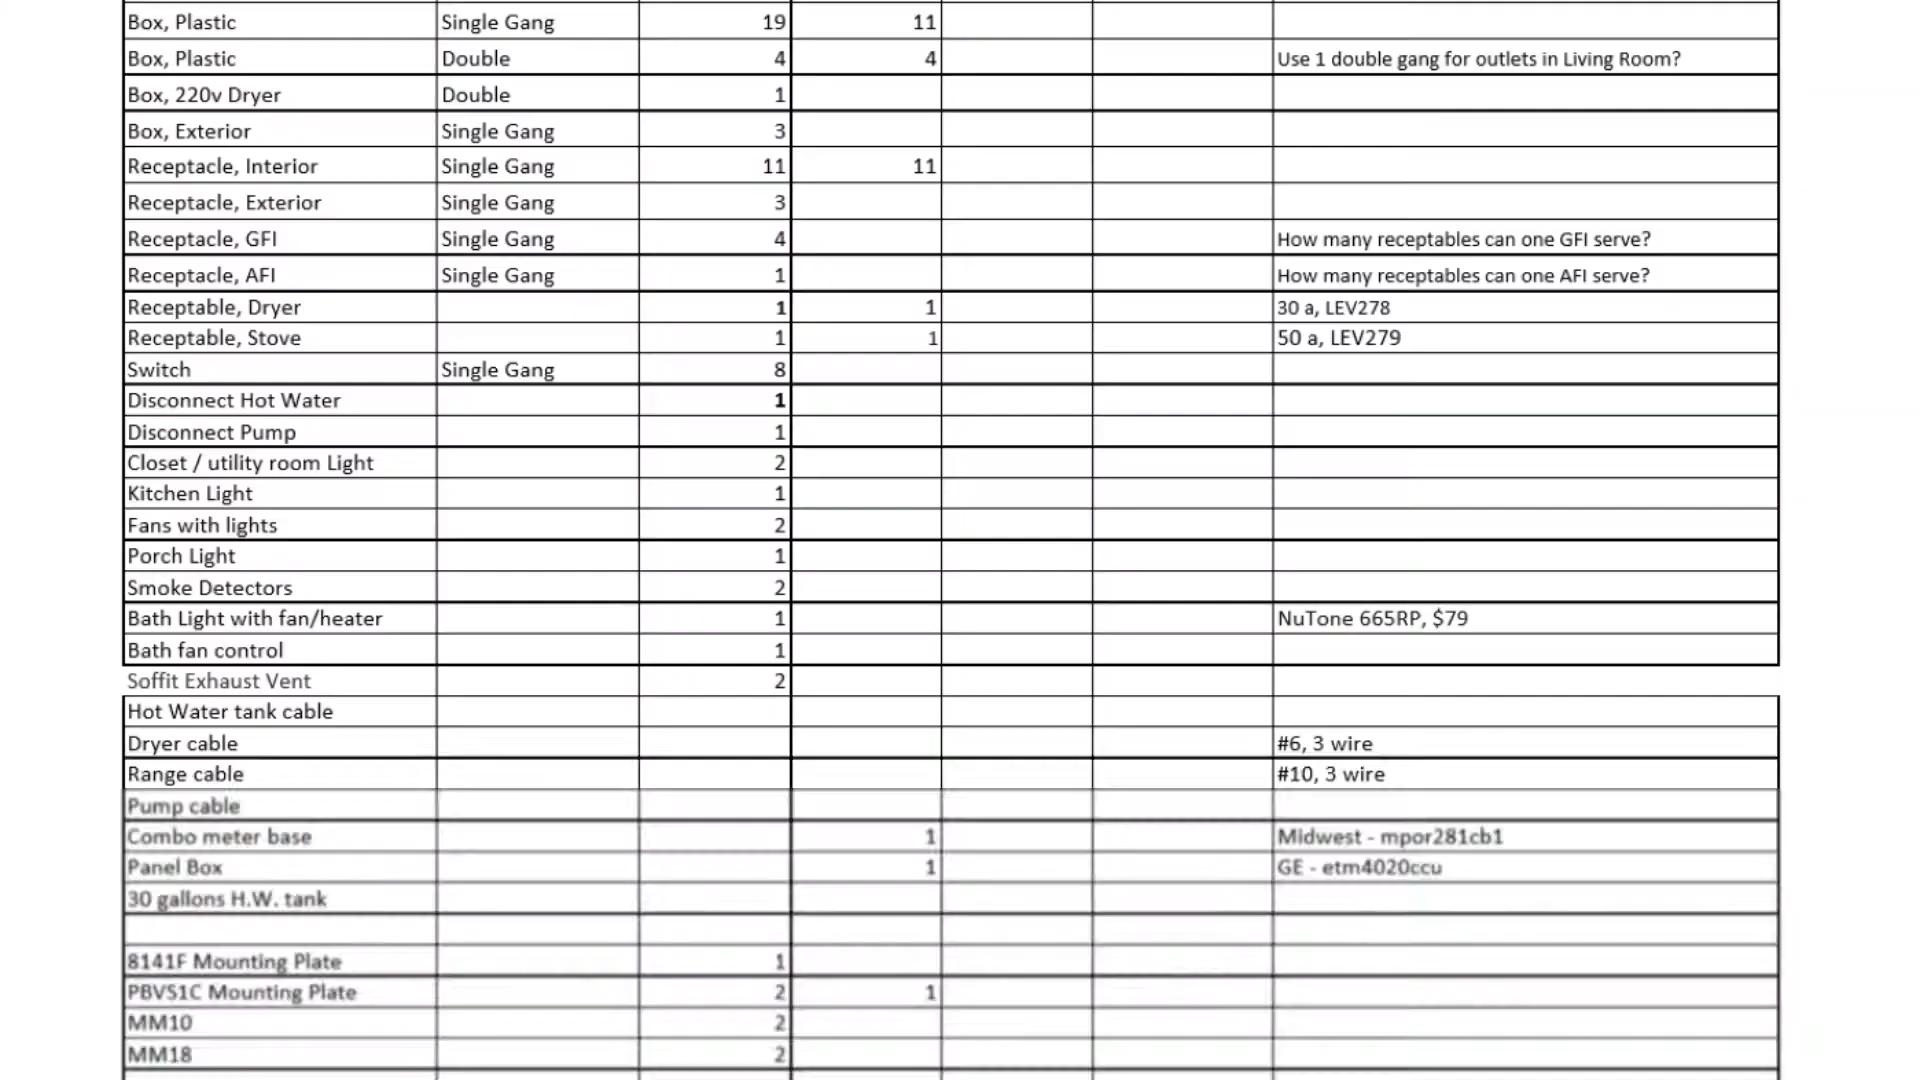 Box, Plastic Single Gang 19 11
Box, Plastic Double 4 4 Use 1 double gang for outlets in Living Room?
Box, 220v Dryer Double 1
Box, Exterior Single Gang 3
Receptacle, Interior Single Gang 11 11
Receptacle, Exterior Single Gang 3
Receptacle, GFI Single Gang 4 How many receptables can one GFI serve?
Receptacle, AFI Single Gang 1 How many receptables can one AFI serve?
Receptable, Dryer 1 1 30 a, LEV278
Receptable, Stove 1 1 50 a, LEV279
Switch Single Gang 8
Disconnect Hot Water 1
Disconnect Pump 1
Closet / utility room Light 2
Kitchen Light 1
Fans with lights 2
Porch Light 1
Smoke Detectors 2
Bath Light with fan/heater 1 NuTone 665RP, $79
Bath fan control 1
Soffit Exhaust Vent 2
Hot Water tank cable
Dryer cable #6, 3 wire
Range cable #10, 3 wire
Pump cable
Combo meter base 1 Midwest - mpor281cb1
Panel Box 1 GE - etm4020ccu
30 gallons H.W. tank
8141F Mounting Plate 1
PBVS1C Mounting Plate 2 1
MM10 2
MM18 2